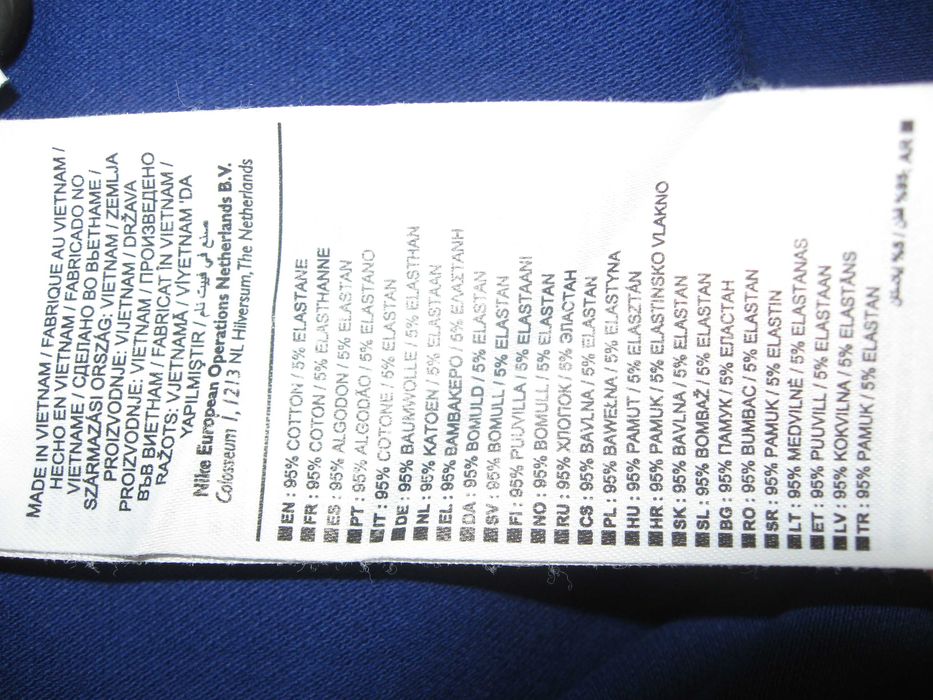 MADE IN VIETNAM / FABRIQUE AU VIETNAM /
HECHO EN VIETNAM / FABRICADO NO
VIETNAME / СДЕЛАНО ВО ВЬЕТНАМЕ /
SZÁRMAZÁSI ORSZÁG: VIETNAM / ZEMLJA
PROIZVODNJE: VIJETNAM / DRŽAVA
PROIZVODNJE: VIETNAM / ПРОИЗВЕДЕНО
ВЪВ ВИЕТНАМ / FABRICAT ÎN VIETNAM /
RAŽOTS: VJETNAMĀ / VİYETNAM 'DA
YAPILMIŞTIR / صنع في فييت نام
Nike European Operations Netherlands B.V.
Colosseum 1, 1213 NL Hilversum, The Netherlands
EN : 95% COTTON / 5% ELASTANE
FR : 95% COTON / 5% ELASTHANNE
ES : 95% ALGODON / 5% ELASTAN
PT : 95% ALGODÃO / 5% ELASTANO
IT : 95% COTONE / 5% ELASTAN
DE : 95% BAUMWOLLE / 5% ELASTHAN
NL : 95% KATOEN / 5% ELASTAAN
EL : 95% ΒΑΜΒΑΚΕΡΟ / 5% ΕΛΑΣΤΑΝΗ
DA : 95% BOMULD / 5% ELASTAN
SV : 95% BOMULL / 5% ELASTAN
FI : 95% PUUVILLA / 5% ELASTAANI
NO : 95% BOMULL / 5% ELASTAN
RU : 95% ХЛОПОК / 5% ЭЛАСТАН
CS : 95% BAVLNA / 5% ELASTAN
PL : 95% BAWEŁNA / 5% ELASTYNA
HU : 95% PAMUT / 5% ELASZTÁN
HR : 95% PAMUK / 5% ELASTINSKO VLAKNO
SK : 95% BAVLNA / 5% ELASTAN
SL : 95% BOMBAŽ / 5% ELASTAN
BG : 95% ПАМУК / 5% ЕЛАСТАН
RO : 95% BUMBAC / 5% ELASTAN
SR : 95% PAMUK / 5% ELASTIN
LT : 95% MEDVILNĖ / 5% ELASTANAS
ET : 95% PUUVILL / 5% ELASTAAN
LV : 95% KOKVILNA / 5% ELASTĀNS
TR : 95% PAMUK / 5% ELASTAN
AR